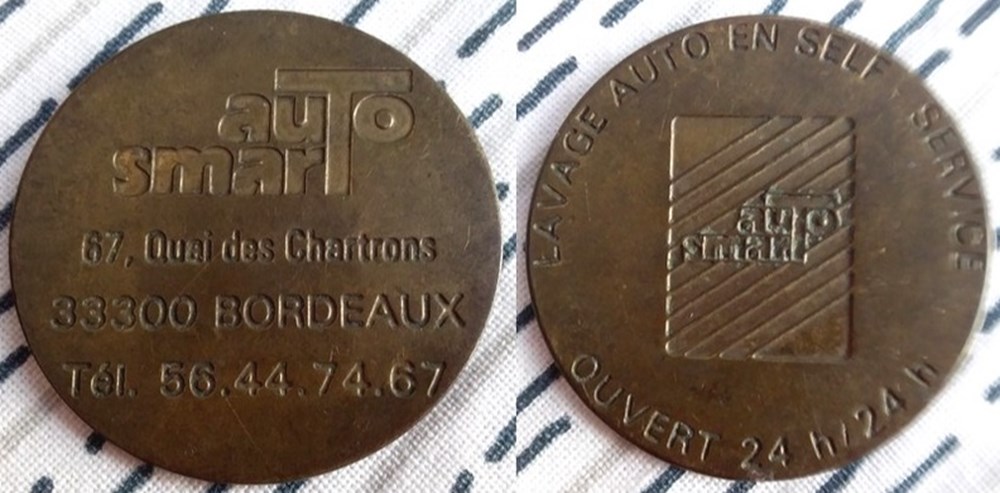 auTo
smarT
67, Quai des Chartrons
33300 BORDEAUX
Tél. 56.44.74.67
LAVAGE AUTO EN SELF SERVICE
auTo
smarT
OUVERT 24 h/24 h